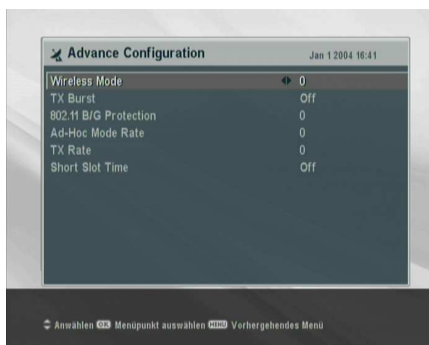 Advance Configuration Jan 1 2004 16:41
Wireless Mode 0
TX Burst Off
802.11 B/G Protection 0
Ad-Hoc Mode Rate 0
TX Rate 0
Short Slot Time Off
Anwählen OK Menüpunkt auswählen MENU Vorhergehendes Menü